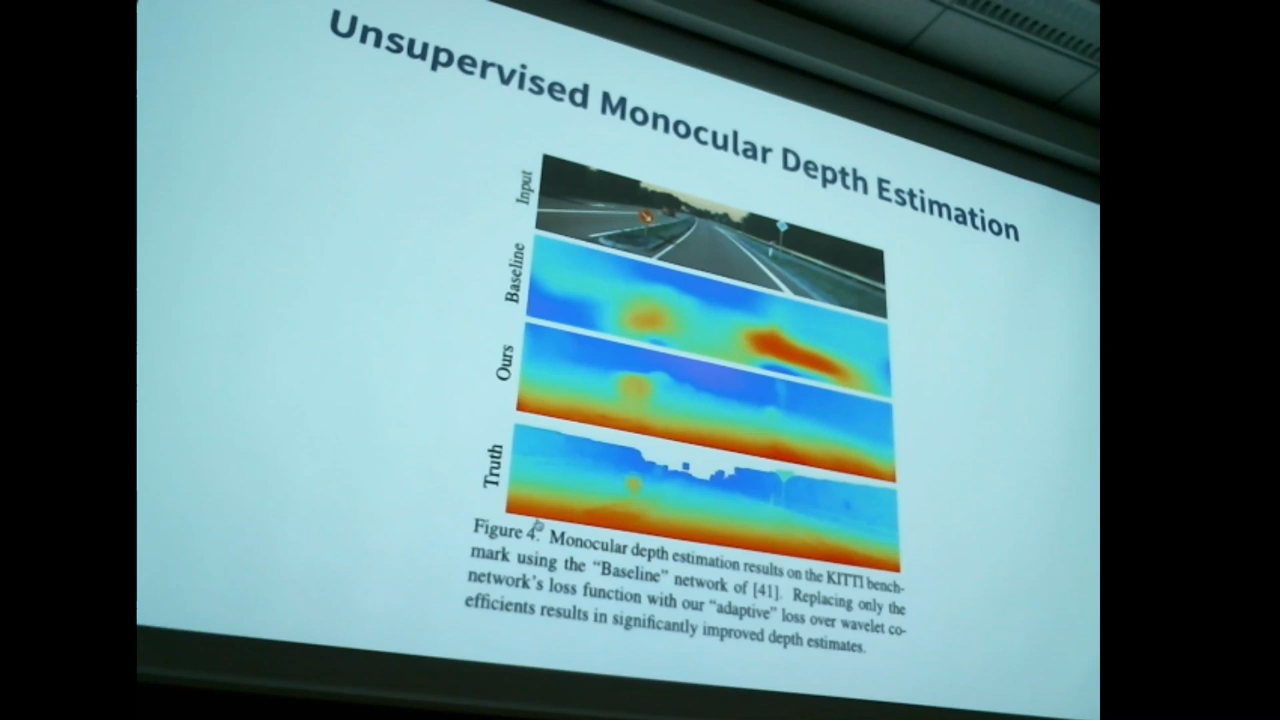 Unsupervised Monocular Depth Estimation
Input
Baseline
Ours
Truth
Figure 4. Monocular depth estimation results on the KITTI bench-
mark using the “Baseline” network of [41]. Replacing only the
network’s loss function with our “adaptive” loss over wavelet co-
efficients results in significantly improved depth estimates.